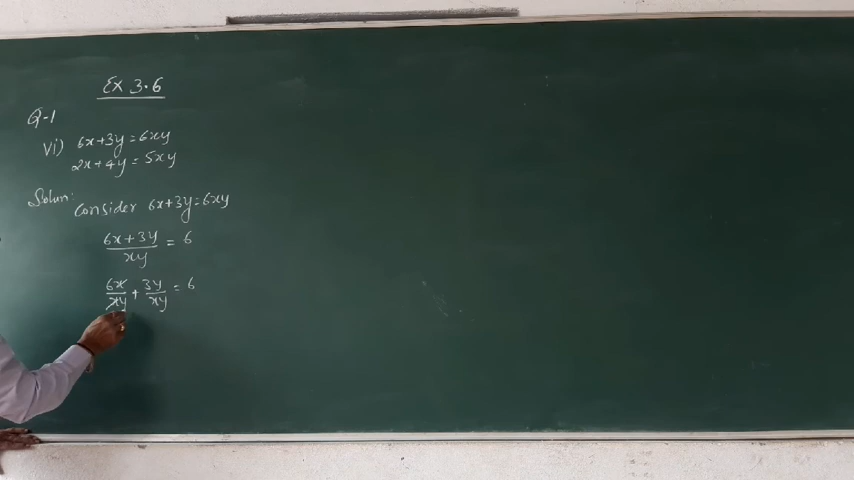 Ex 3.6
Q-1
vi) 6x+3y=6xy
2x+4y=5xy
Soln:
Consider 6x+3y=6xy
6x+3y/xy = 6
6x/xy + 3y/xy = 6